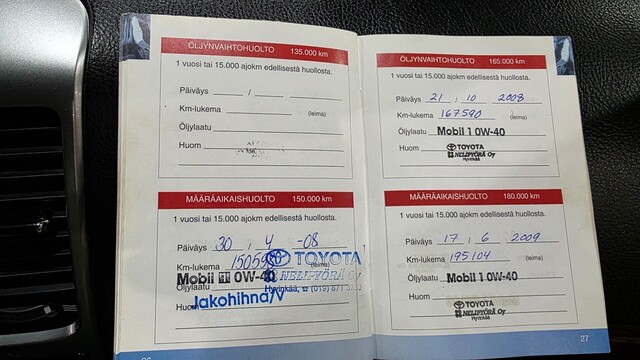 ÖLJYNVAIHTOHUOLTO 135.000 km
1 vuosi tai 15.000 ajokm edellisestä huollosta.
Päiväys / /
Km-lukema (leima)
Öljylaatu
Huom
MÄÄRÄAIKAISHUOLTO 150.000 km
1 vuosi tai 15.000 ajokm edellisestä huollosta.
Päiväys 30 / 4 -08
Km-lukema (leima)
TOYOTA
Mobil 1 0W-40
NELIPYÖRÄ Oy
Öljylaatu
Hyvinkää,
Jakohihna/V
Huom
ÖLJYNVAIHTOHUOLTO 165.000 km
1 vuosi tai 15.000 ajokm edellisestä huollosta.
Päiväys 21 / 10 2008
Km-lukema 167590 (leima)
Öljylaatu Mobil 1 0W-40
Huom TOYOTA
NELIPYÖRÄ Oy
Hyvinkää
MÄÄRÄAIKAISHUOLTO 180.000 km
1 vuosi tai 15.000 ajokm edellisestä huollosta.
Päiväys 17 / 6 2009
Km-lukema 195104 (leima)
Öljylaatu Mobil 1 0W-40
Huom TOYOTA
NELIPYÖRÄ Oy
Hyvinkää
27